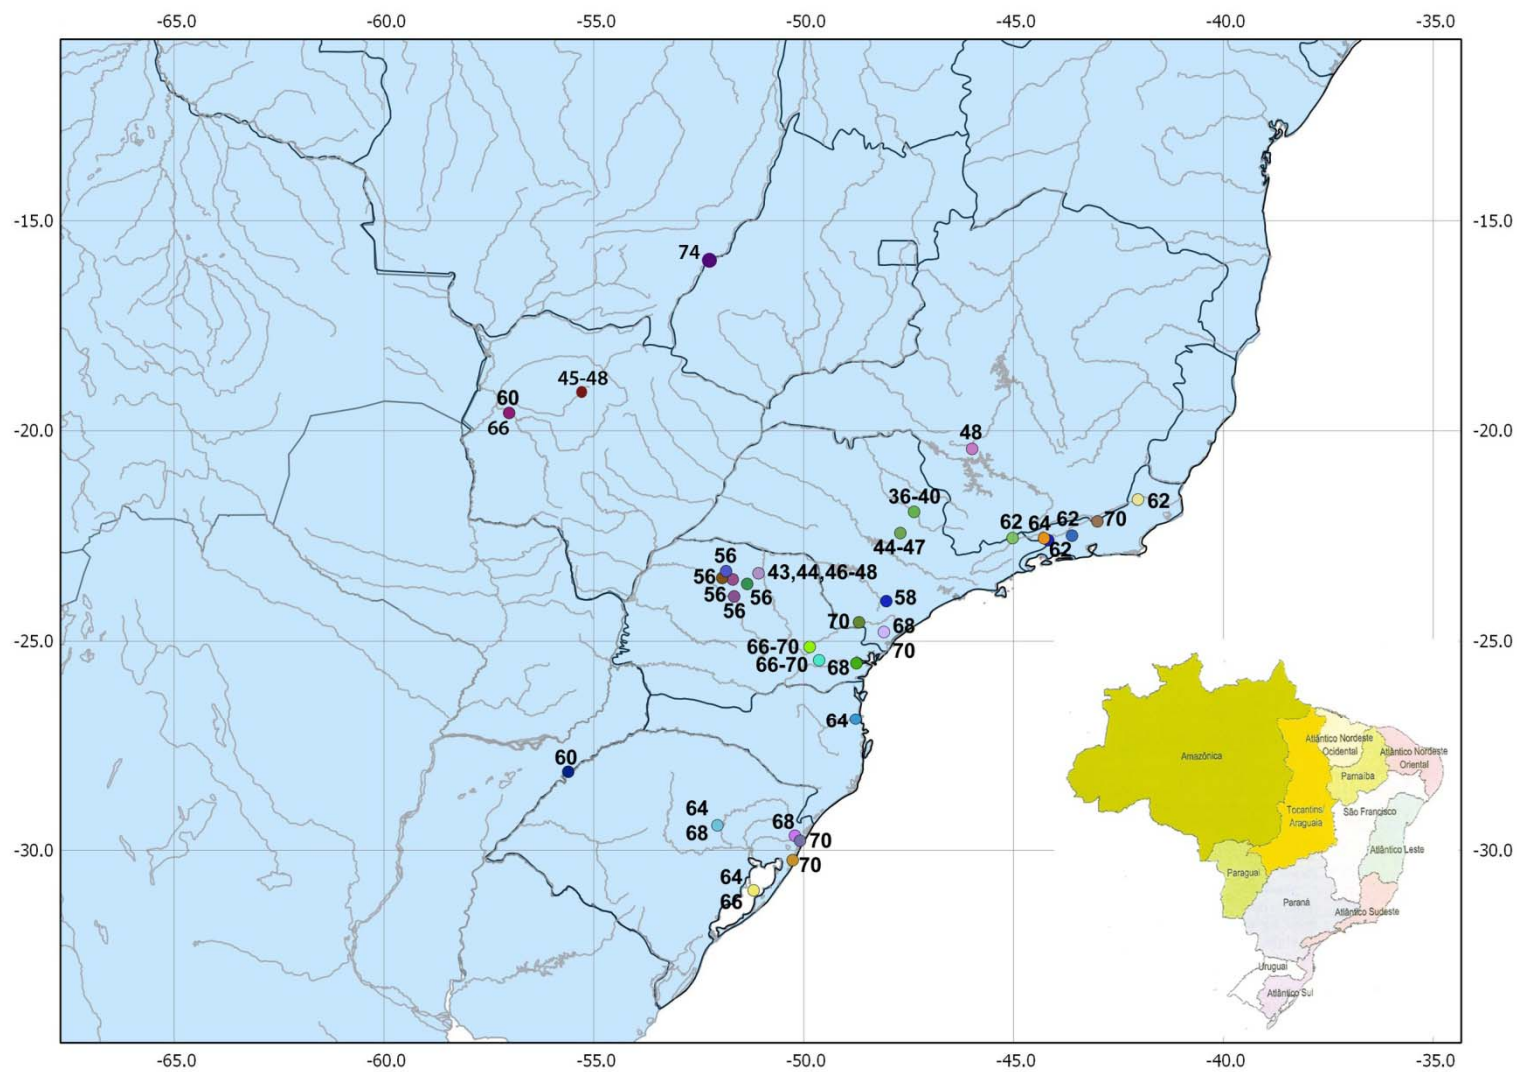 -65.0 -60.0 -55.0 -50.0 -45.0 -40.0 -35.0
-15.0 -15.0
74
45-48
60
66
-20.0 -20.0
48
36-40
62
44-47
62 64 62 70
62
56
56 43,44,46-48
56 56
56
58
70 68
-25.0 -25.0
66-70 70
66-70 68
64
60
64
68
68
70
-30.0 -30.0
70
64
66
Amazônica
Atlântico Nordeste
Ocidental
Atlântico Nordeste
Oriental
Parnaíba
Tocantins/
Araguaia
São Francisco
Atlântico Leste
Paraguai
Paraná
Atlântico Sudeste
Uruguai
Atlântico Sul
-65.0 -60.0 -55.0 -50.0 -45.0 -40.0 -35.0